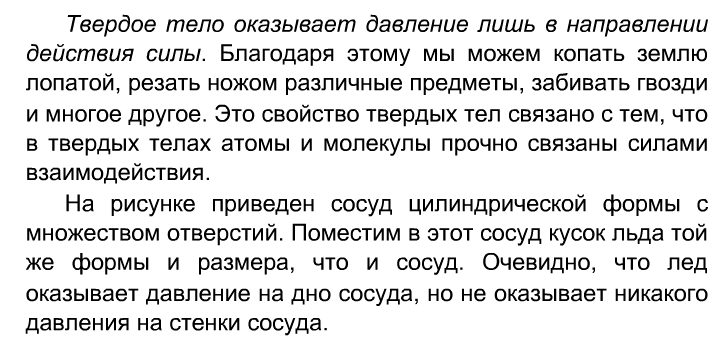 Твердое тело оказывает давление лишь в направлении
действия силы. Благодаря этому мы можем копать землю
лопатой, резать ножом различные предметы, забивать гвозди
и многое другое. Это свойство твердых тел связано с тем, что
в твердых телах атомы и молекулы прочно связаны силами
взаимодействия.
На рисунке приведен сосуд цилиндрической формы с
множеством отверстий. Поместим в этот сосуд кусок льда той
же формы и размера, что и сосуд. Очевидно, что лед
оказывает давление на дно сосуда, но не оказывает никакого
давления на стенки сосуда.